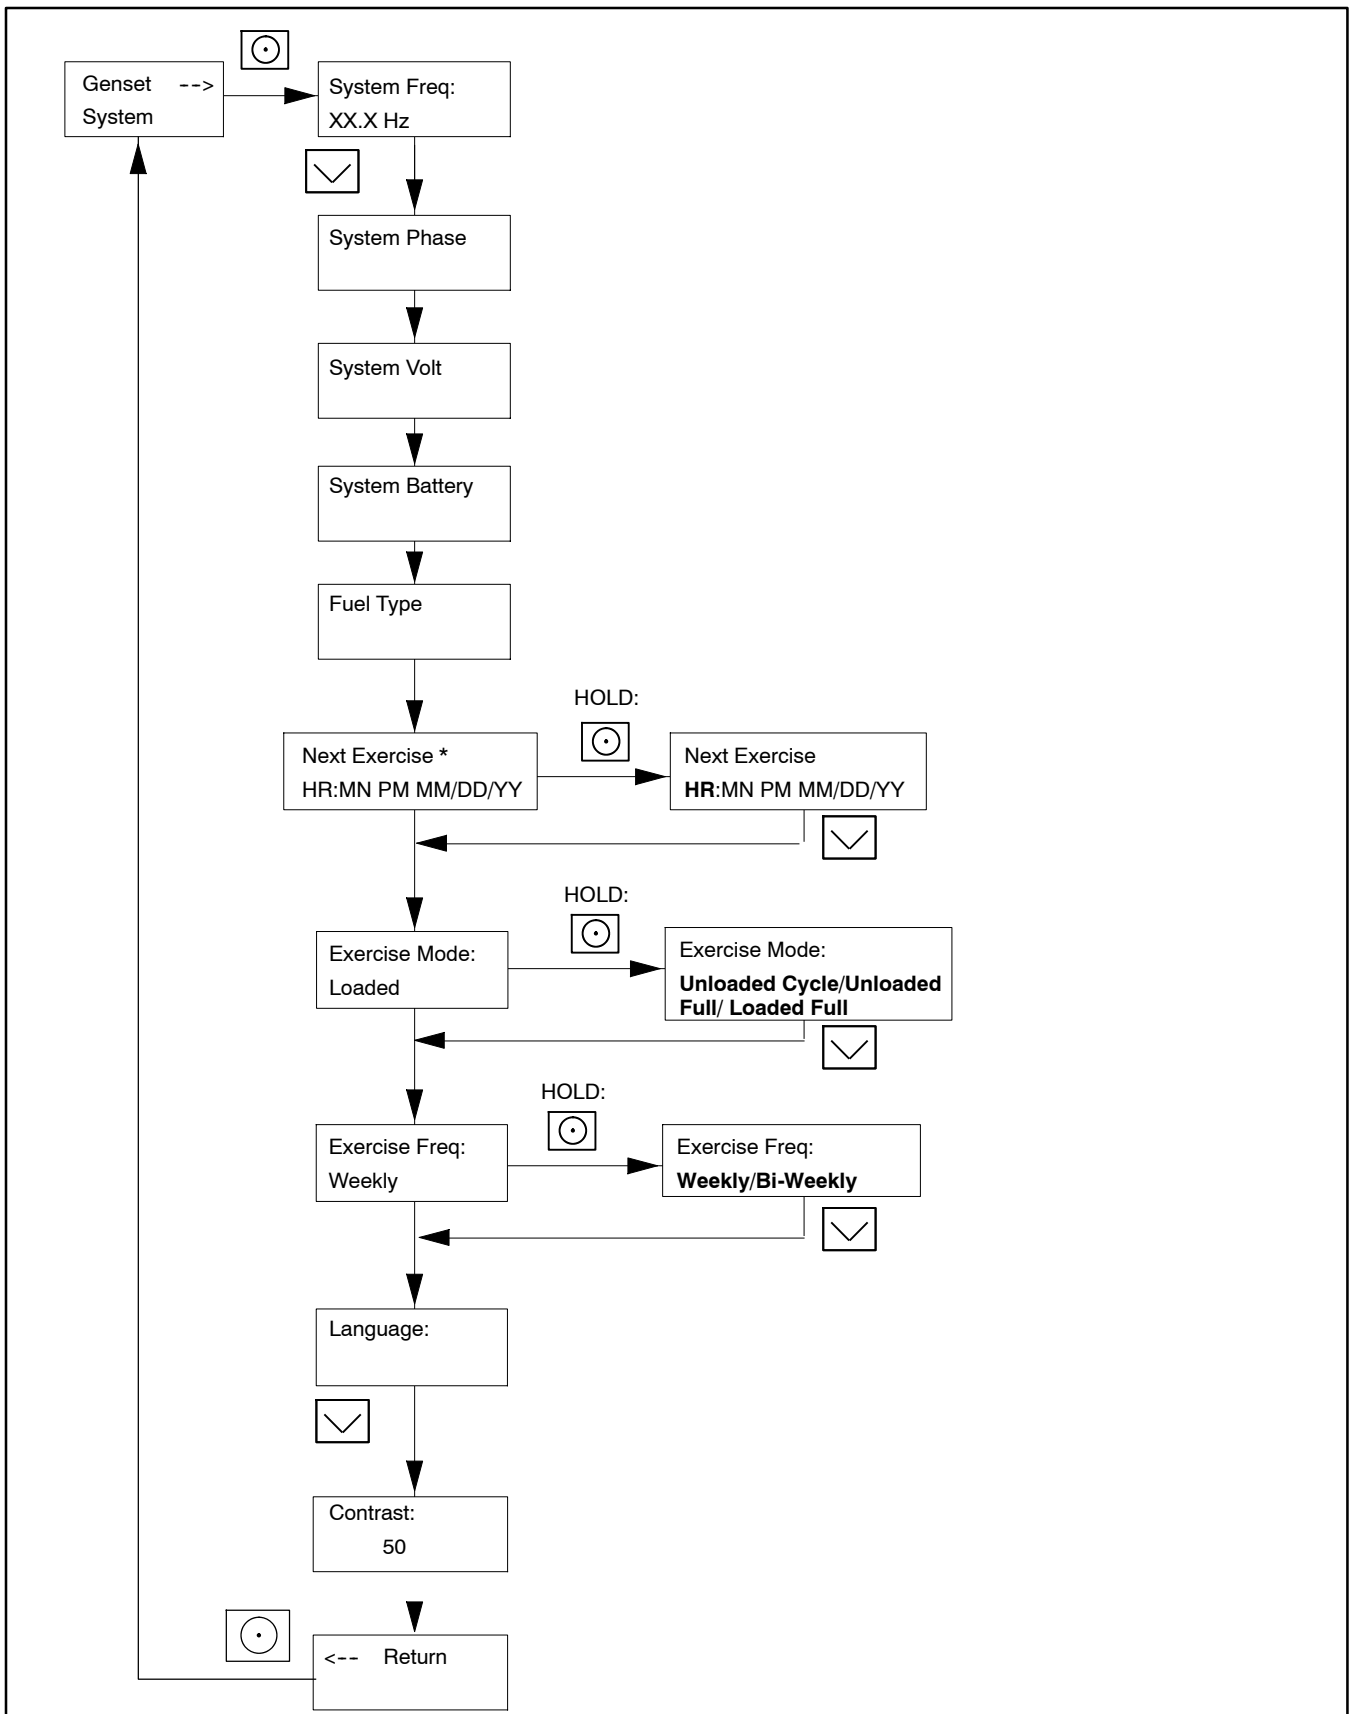 Genset -->
System
System Freq:
XX.X Hz
System Phase
System Volt
System Battery
Fuel Type
HOLD:
Next Exercise *
HR:MN PM MM/DD/YY
Next Exercise
HR:MN PM MM/DD/YY
HOLD:
Exercise Mode:
Loaded
Exercise Mode:
Unloaded Cycle/Unloaded
Full/ Loaded Full
HOLD:
Exercise Freq:
Weekly
Exercise Freq:
Weekly/Bi-Weekly
Language:
Contrast:
50
<-- Return